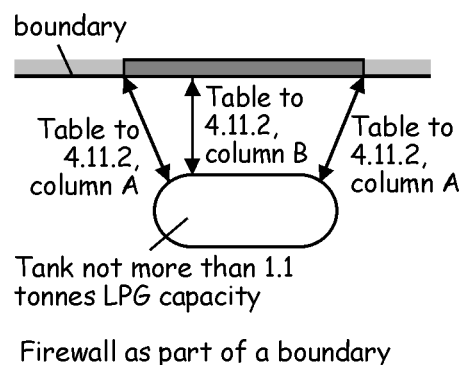 boundary
Table to
4.11.2,
column A
Table to
4.11.2,
column B
Table to
4.11.2,
column A
Tank not more than 1.1
tonnes LPG capacity
Firewall as part of a boundary